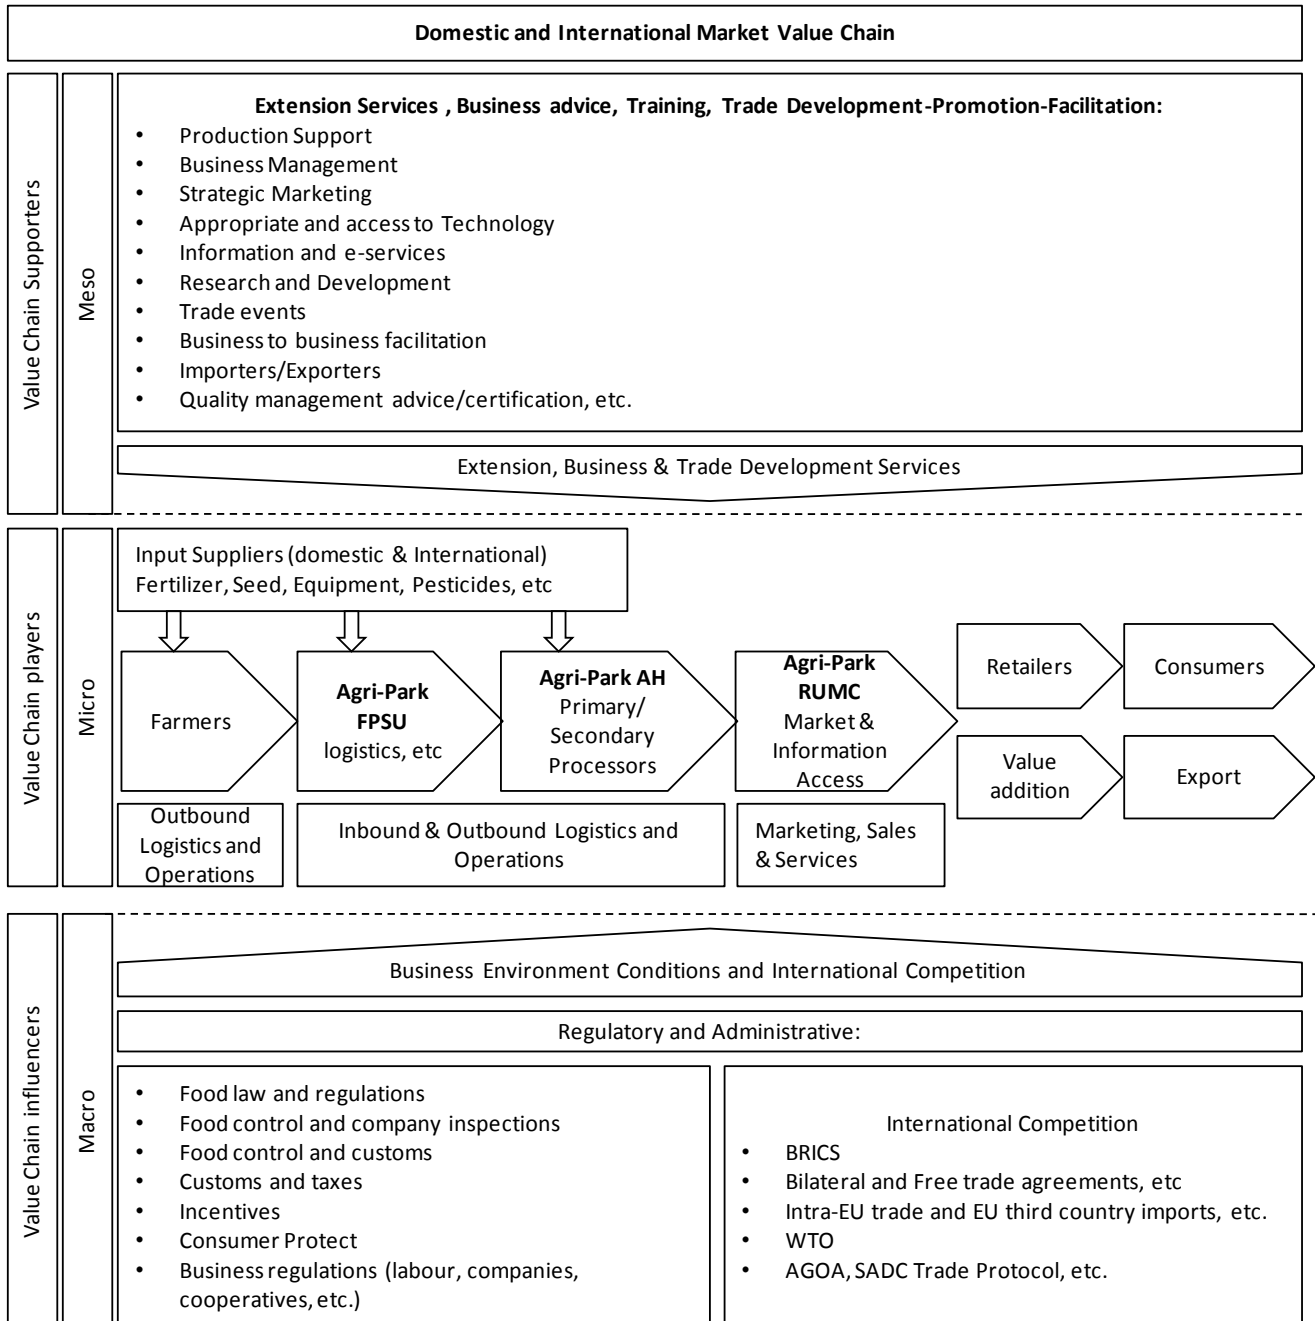 Domestic and International Market Value Chain
Value Chain Supporters
Meso
Extension Services , Business advice, Training, Trade Development-Promotion-Facilitation:
• Production Support
• Business Management
• Strategic Marketing
• Appropriate and access to Technology
• Information and e-services
• Research and Development
• Trade events
• Business to business facilitation
• Importers/Exporters
• Quality management advice/certification, etc.
Extension, Business & Trade Development Services
Value Chain players
Micro
Input Suppliers (domestic & International)
Fertilizer, Seed, Equipment, Pesticides, etc
Farmers
Agri-Park
FPSU
logistics, etc
Agri-Park AH
Primary/
Secondary
Processors
Agri-Park
RUMC
Market &
Information
Access
Retailers
Consumers
Value
addition
Export
Outbound
Logistics and
Operations
Inbound & Outbound Logistics and
Operations
Marketing, Sales
& Services
Value Chain influencers
Macro
Business Environment Conditions and International Competition
Regulatory and Administrative:
• Food law and regulations
• Food control and company inspections
• Food control and customs
• Customs and taxes
• Incentives
• Consumer Protect
• Business regulations (labour, companies,
cooperatives, etc.)
International Competition
• BRICS
• Bilateral and Free trade agreements, etc
• Intra-EU trade and EU third country imports, etc.
• WTO
• AGOA, SADC Trade Protocol, etc.